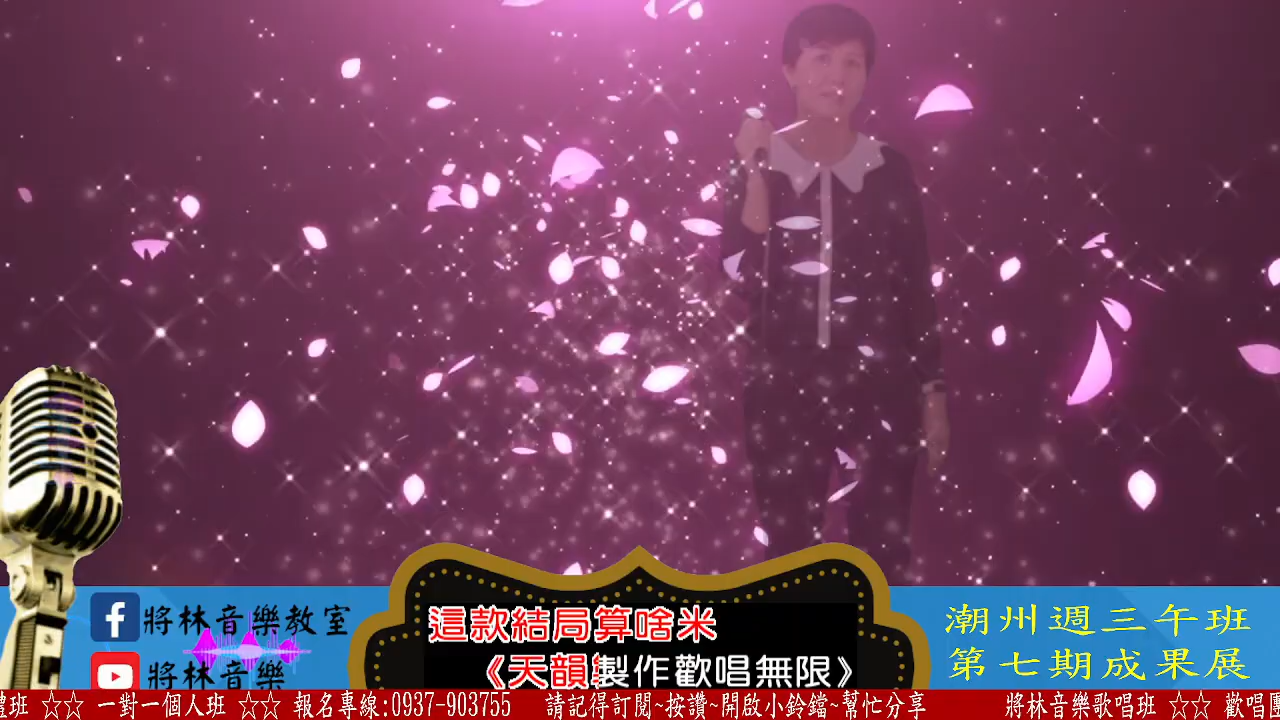 將林音樂教室
將林音樂
這款結局算啥米
《天韻製作歡唱無限》
潮州週三午班
第七期成果展
班 ☆☆ 一對一個人班 ☆☆ 報名專線:0937-903755 請記得訂閱~按讚~開啟小鈴鐺~幫忙分享 將林音樂歌唱班 ☆☆ 歡唱